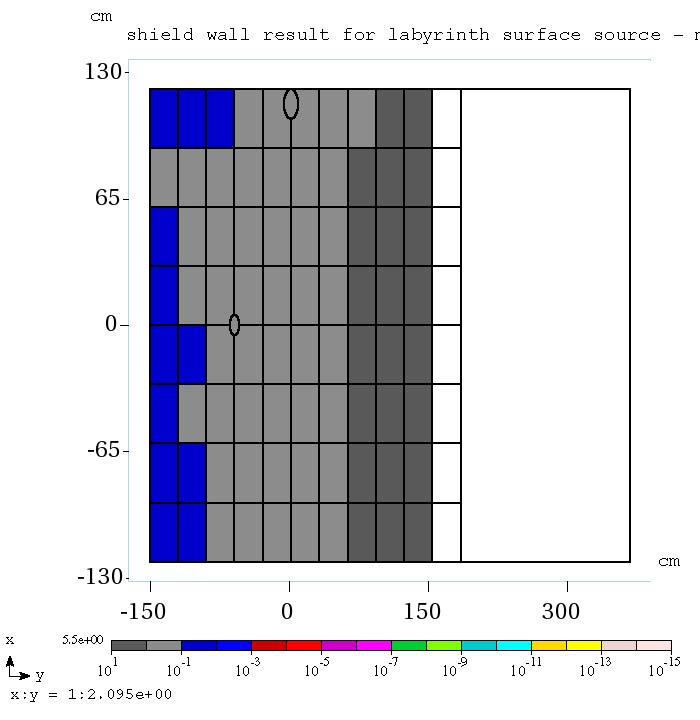 cm
shield wall result for labyrinth surface source - n
130
65
0
-65
-130
cm
-150 0 150 300
x
y
5.5e+00
10^1 10^-1 10^-3 10^-5 10^-7 10^-9 10^-11 10^-13 10^-15
x:y = 1:2.095e+00